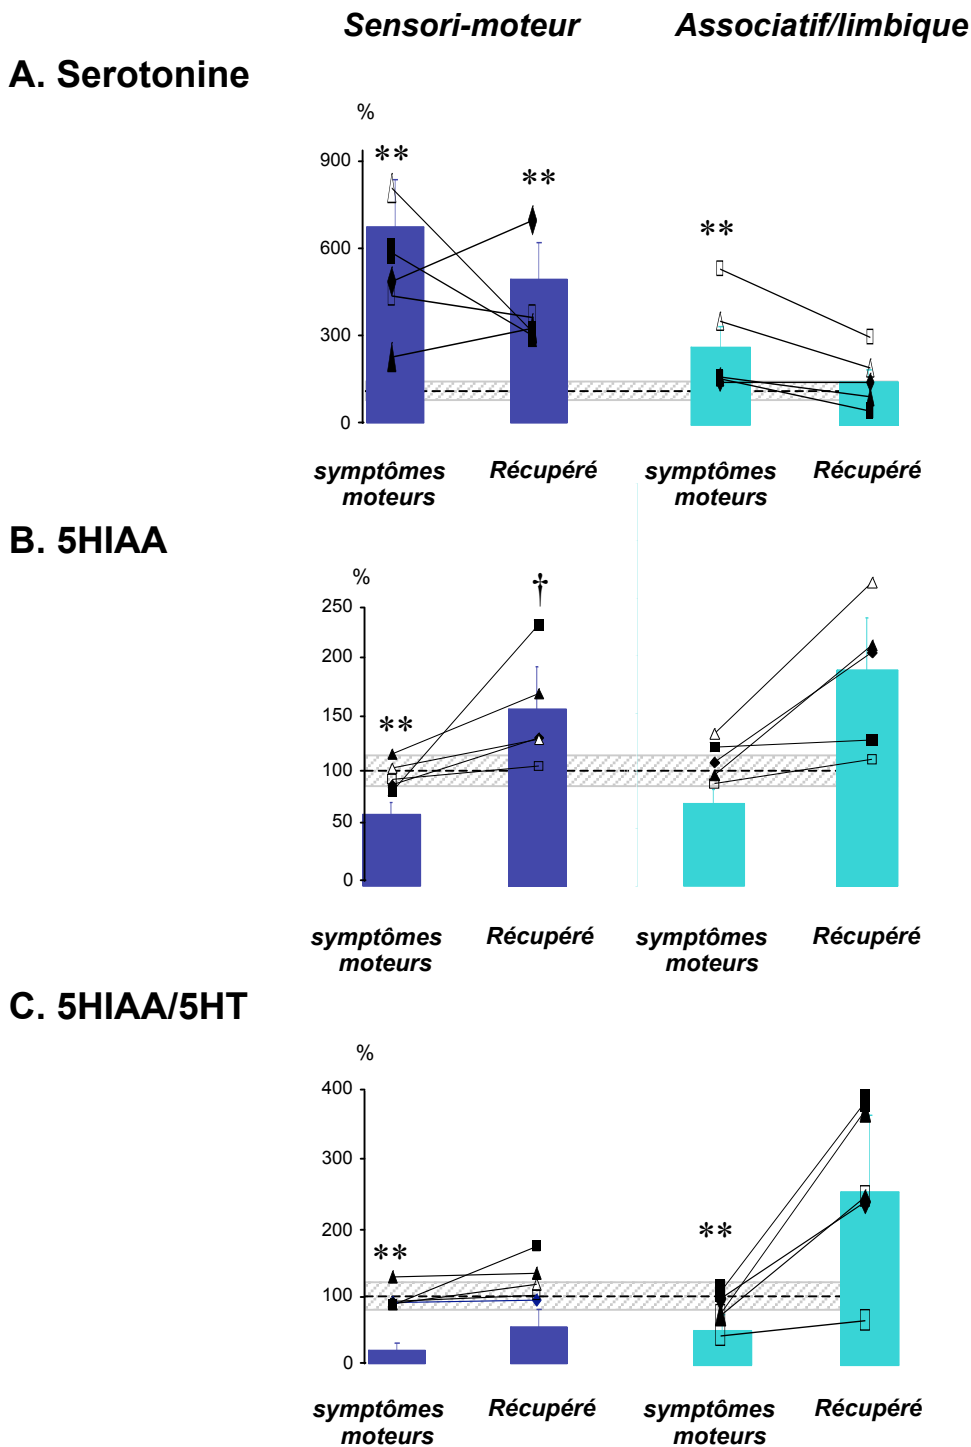 Sensori-moteur Associatif/limbique
A. Serotonine
%
900
600
300
0
** ** **
symptômes moteurs Récupéré symptômes moteurs Récupéré
B. 5HIAA
%
250
200
150
100
50
0
** †
symptômes moteurs Récupéré symptômes moteurs Récupéré
C. 5HIAA/5HT
%
400
300
200
100
0
** **
symptômes moteurs Récupéré symptômes moteurs Récupéré